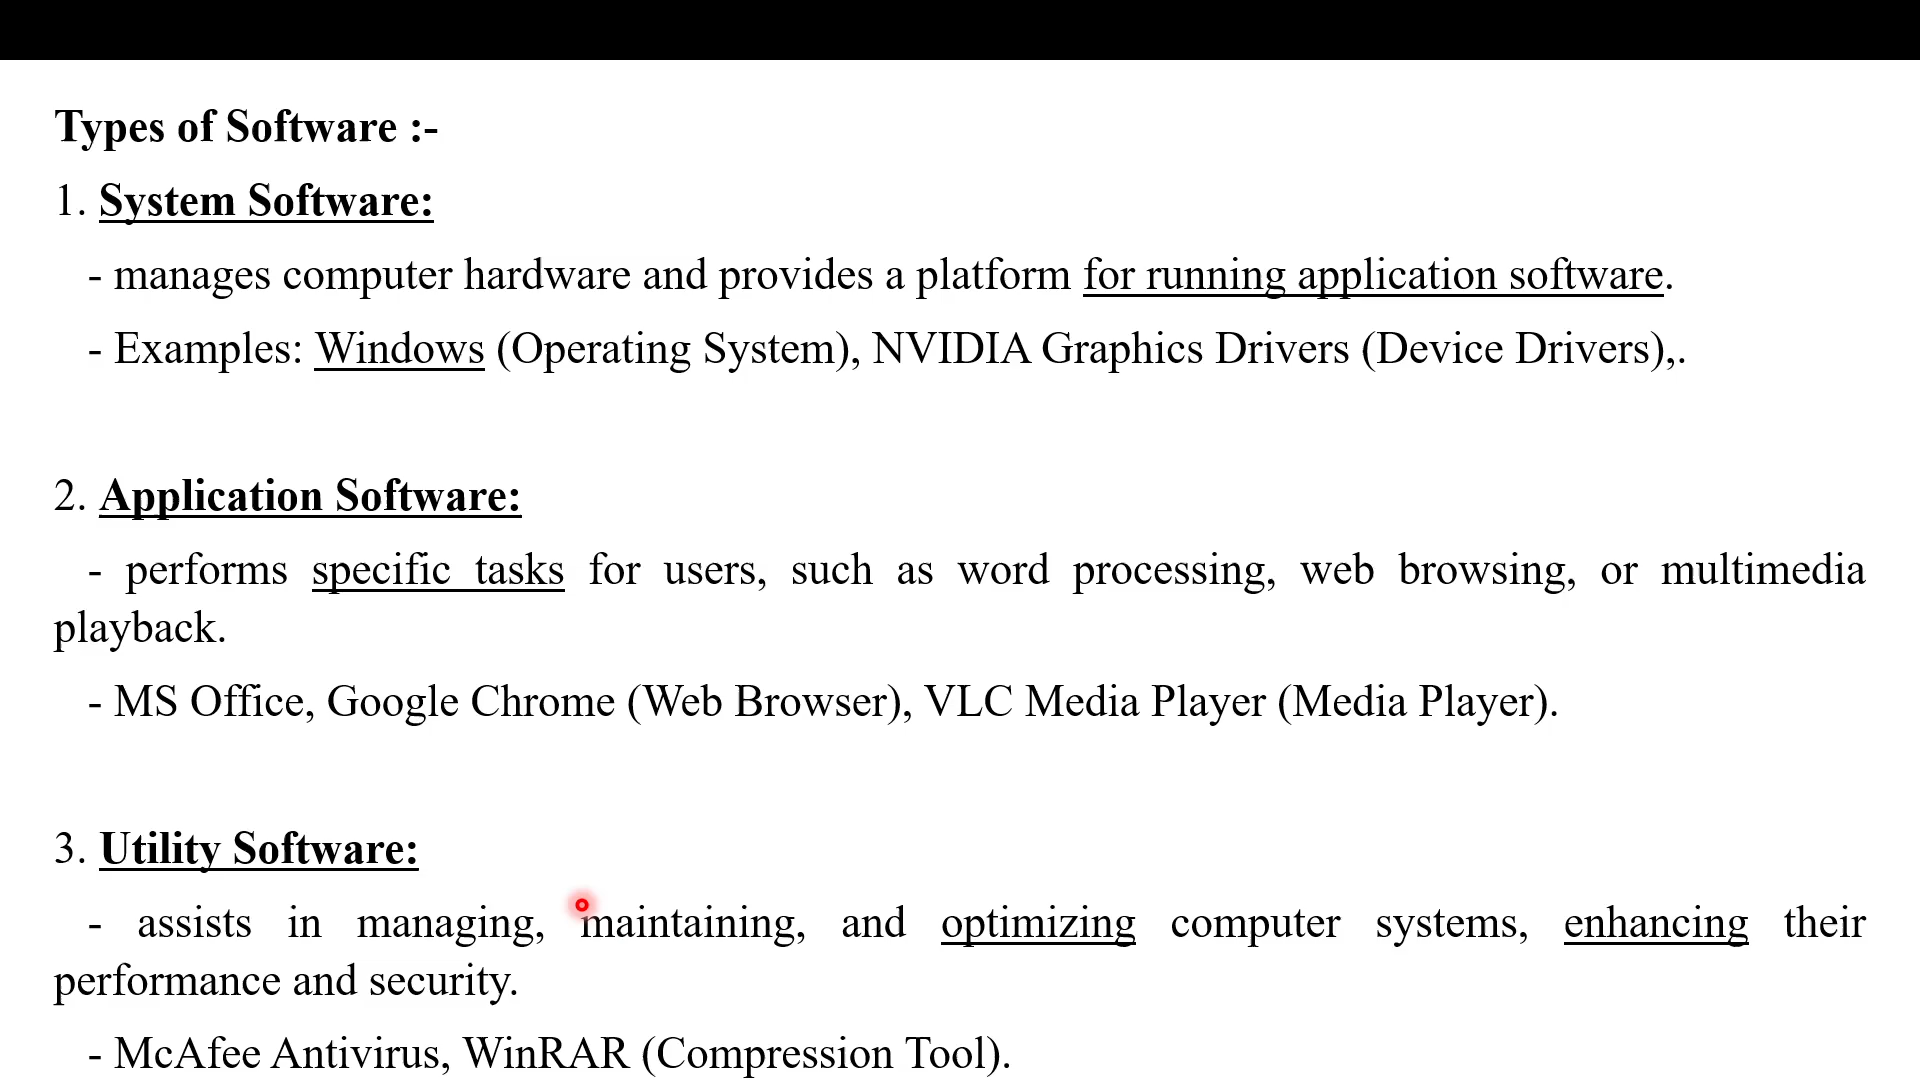 Types of Software :-
1. System Software:
- manages computer hardware and provides a platform for running application software.
- Examples: Windows (Operating System), NVIDIA Graphics Drivers (Device Drivers),.
2. Application Software:
- performs specific tasks for users, such as word processing, web browsing, or multimedia
playback.
- MS Office, Google Chrome (Web Browser), VLC Media Player (Media Player).
3. Utility Software:
- assists in managing, maintaining, and optimizing computer systems, enhancing their
performance and security.
- McAfee Antivirus, WinRAR (Compression Tool).